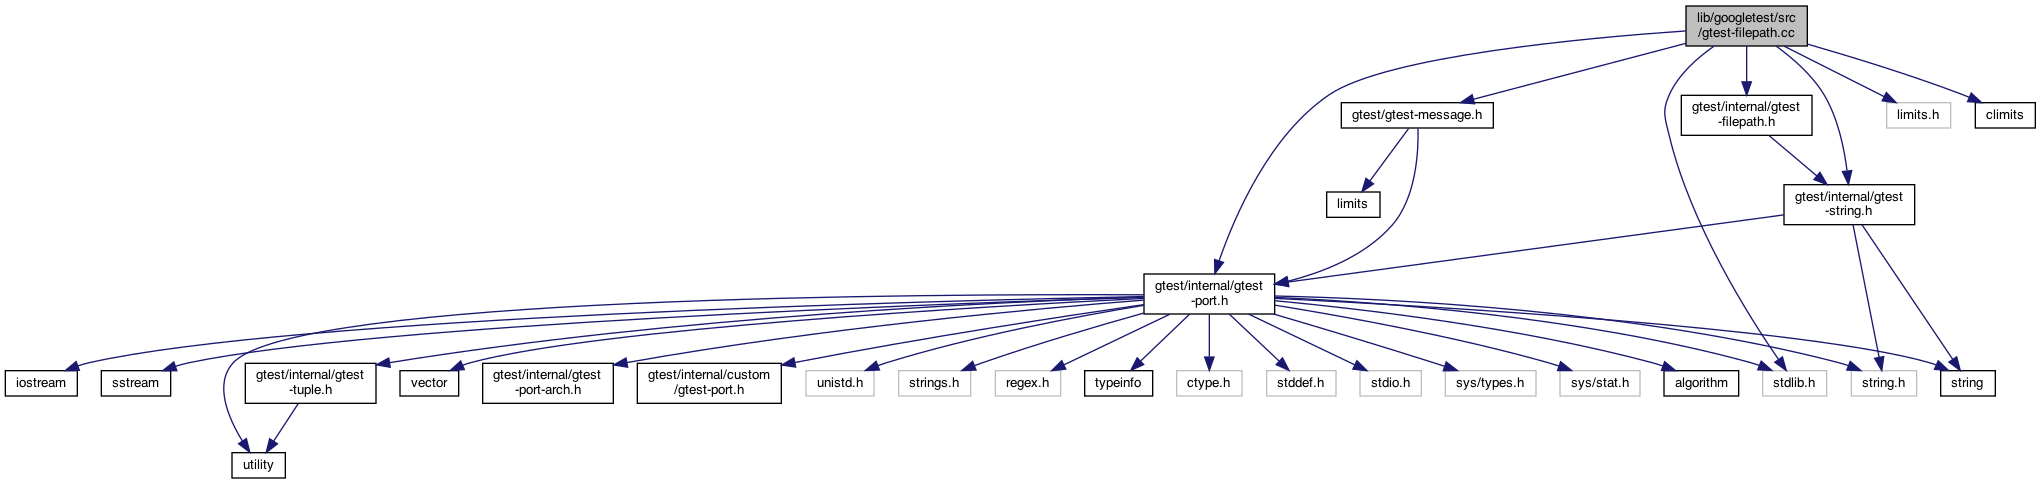 lib/googletest/src
/gtest-filepath.cc
gtest/gtest-message.h
gtest/internal/gtest
-filepath.h
limits.h
climits
limits
gtest/internal/gtest
-string.h
gtest/internal/gtest
-port.h
iostream
sstream
gtest/internal/gtest
-tuple.h
vector
gtest/internal/gtest
-port-arch.h
gtest/internal/custom
/gtest-port.h
unistd.h
strings.h
regex.h
typeinfo
ctype.h
stddef.h
stdio.h
sys/types.h
sys/stat.h
algorithm
stdlib.h
string.h
string
utility